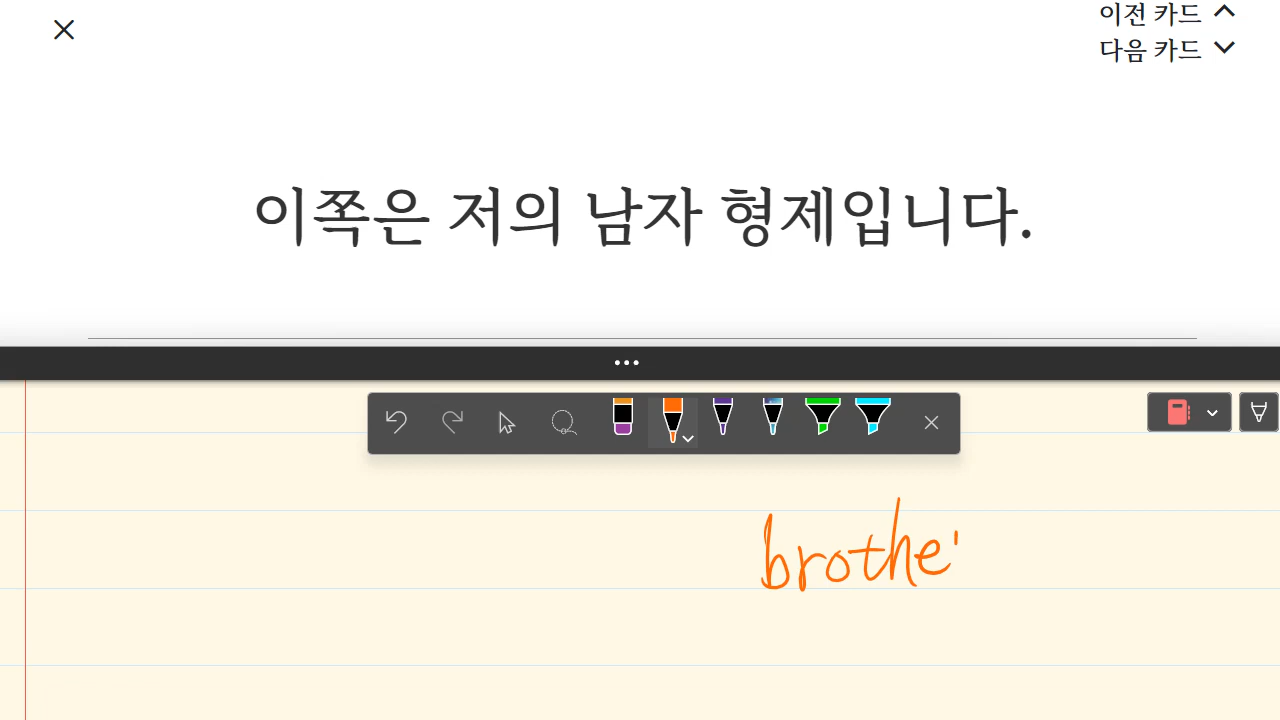 이전 카드
다음 카드
이쪽은 저의 남자 형제입니다.
brothe'